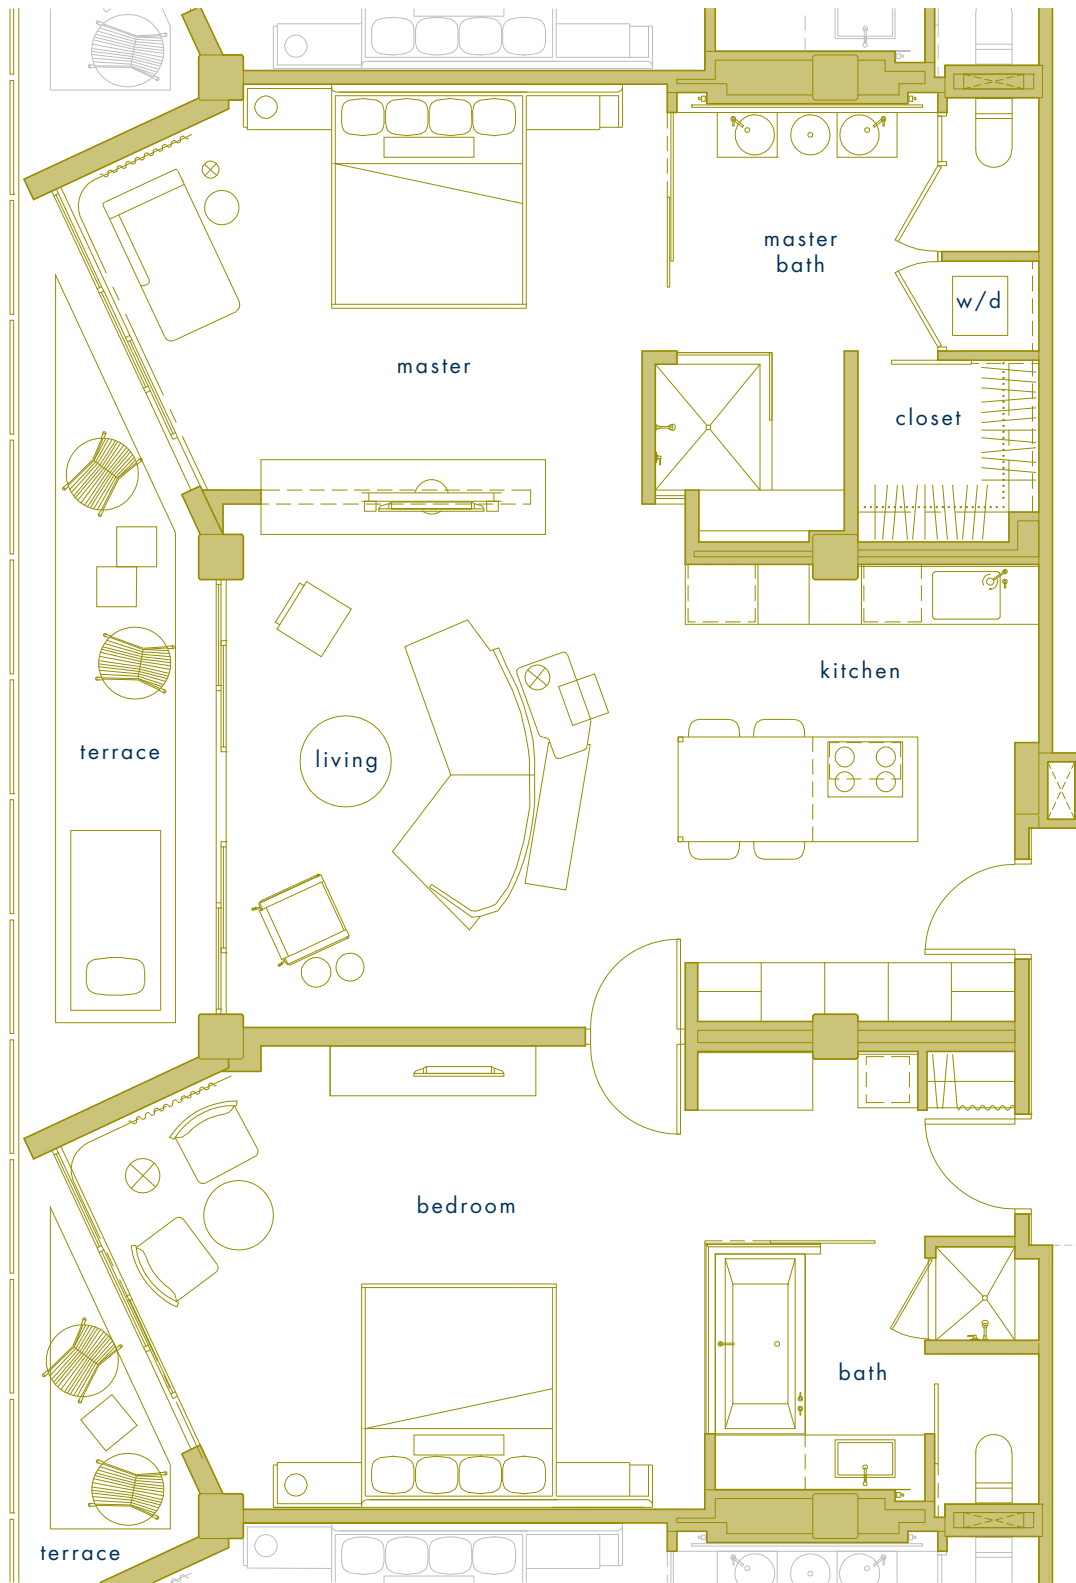 master
bath
w/d
master
closet
kitchen
terrace
living
bedroom
bath
terrace